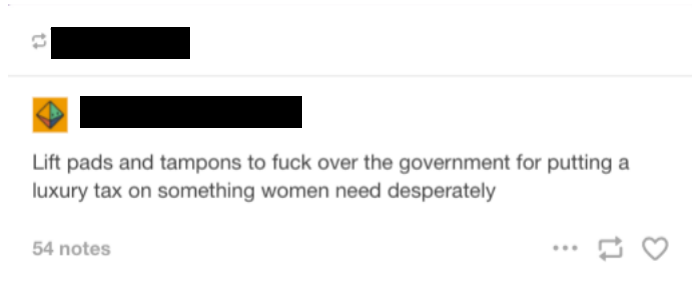 Lift pads and tampons to fuck over the government for putting a
luxury tax on something women need desperately
54 notes